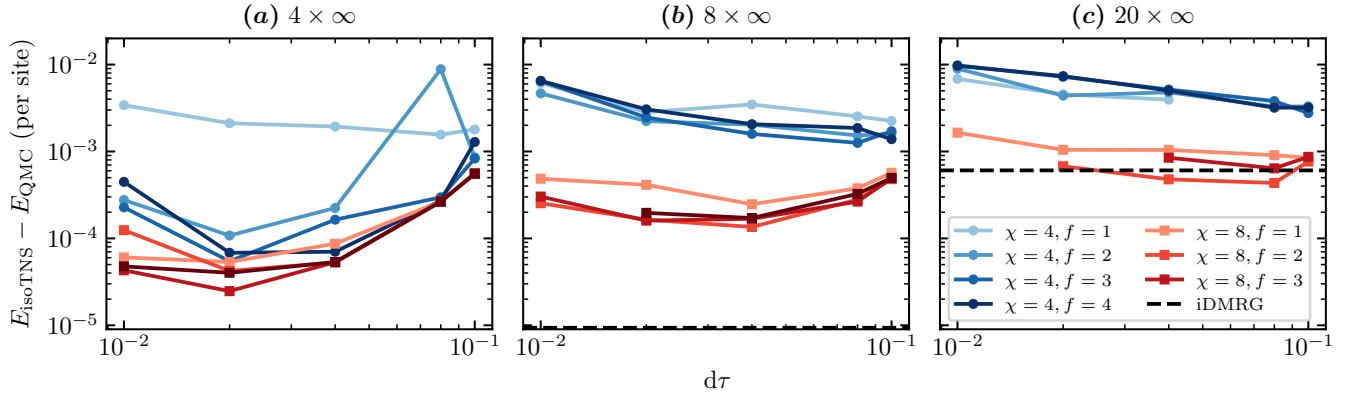 (a) 4 × ∞
(b) 8 × ∞
(c) 20 × ∞
E_isoTNS − E_QMC (per site)
10^−2
10^−3
10^−4
10^−5
10^−2
10^−1
10^−2
10^−1
10^−2
10^−1
dτ
χ = 4, f = 1
χ = 4, f = 2
χ = 4, f = 3
χ = 4, f = 4
χ = 8, f = 1
χ = 8, f = 2
χ = 8, f = 3
iDMRG